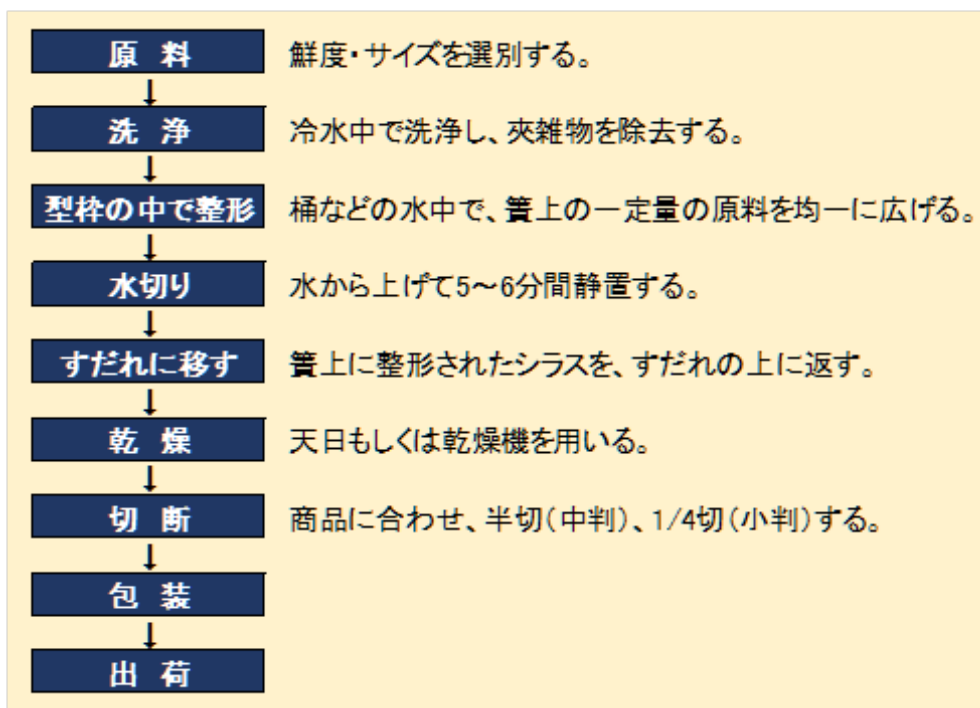 原 料 鮮度・サイズを選別する。
↓
洗 浄 冷水中で洗浄し、夾雑物を除去する。
↓
型枠の中で整形 桶などの水中で、簀上の一定量の原料を均一に広げる。
↓
水切り 水から上げて5～6分間静置する。
↓
すだれに移す 簀上に整形されたシラスを、すだれの上に返す。
↓
乾 燥 天日もしくは乾燥機を用いる。
↓
切 断 商品に合わせ、半切(中判)、1/4切(小判)する。
↓
包 装
↓
出 荷